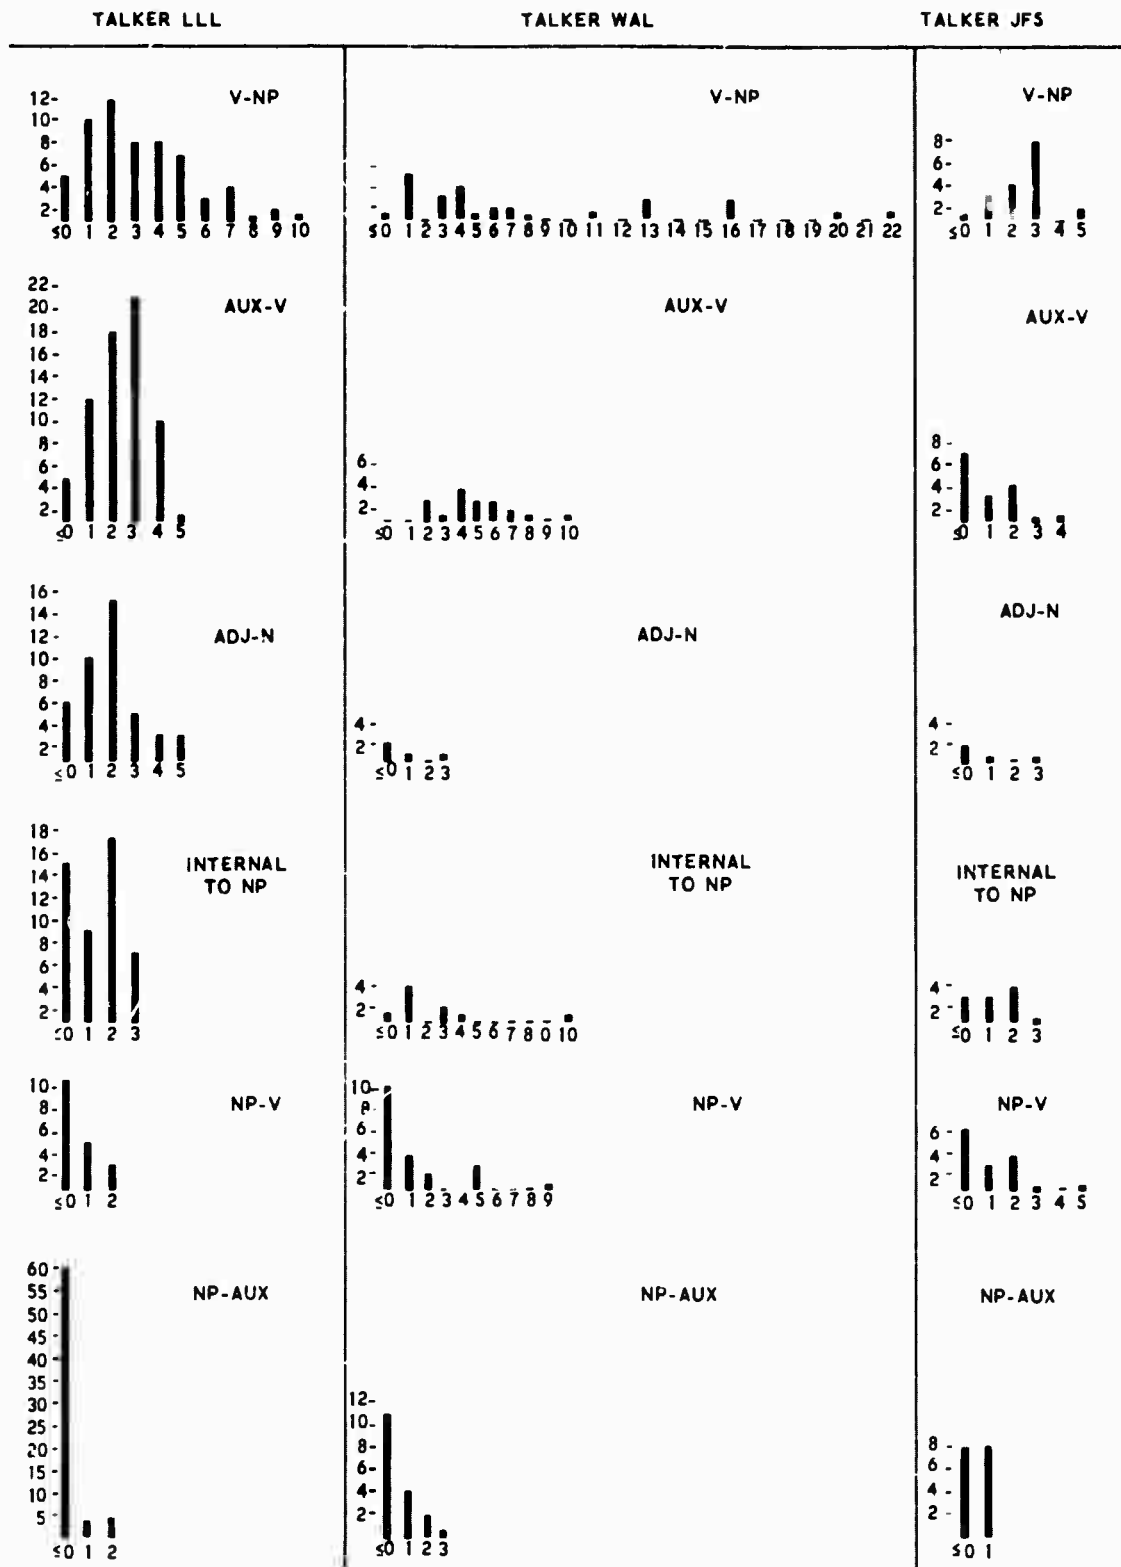 TALKER LLL TALKER WAL TALKER JFS
V-NP
12-
10-
8-
6-
4-
2-
≤0 1 2 3 4 5 6 7 8 9 10
V-NP
≤0 1 2 3 4 5 6 7 8 9 10 11 12 13 14 15 16 17 18 19 20 21 22
V-NP
8-
6-
4-
2-
≤0 1 2 3 4 5
AUX-V
22-
20-
18-
16-
14-
12-
10-
8-
6-
4-
2-
≤0 1 2 3 4 5
AUX-V
6-
4-
2-
≤0 1 2 3 4 5 6 7 8 9 10
AUX-V
8-
6-
4-
2-
≤0 1 2 3 4
ADJ-N
16-
14-
12-
10-
8-
6-
4-
2-
≤0 1 2 3 4 5
ADJ-N
4-
2-
≤0 1 2 3
ADJ-N
4-
2-
≤0 1 2 3
INTERNAL
TO NP
18-
16-
14-
12-
10-
8-
6-
4-
2-
≤0 1 2 3
INTERNAL
TO NP
4-
2-
≤0 1 2 3 4 5 6 7 8 0 10
INTERNAL
TO NP
4-
2-
≤0 1 2 3
NP-V
10-
8-
6-
4-
2-
≤0 1 2
NP-V
10-
6-
4-
2-
≤0 1 2 3 4 5 6 7 8 9
NP-V
6-
4-
2-
≤0 1 2 3 4 5
NP-AUX
60-
55-
50-
45-
40-
35-
30-
25-
20-
15-
10-
5-
≤0 1 2
NP-AUX
12-
10-
8-
6-
4-
2-
≤0 1 2 3
NP-AUX
8-
6-
4-
2-
≤0 1